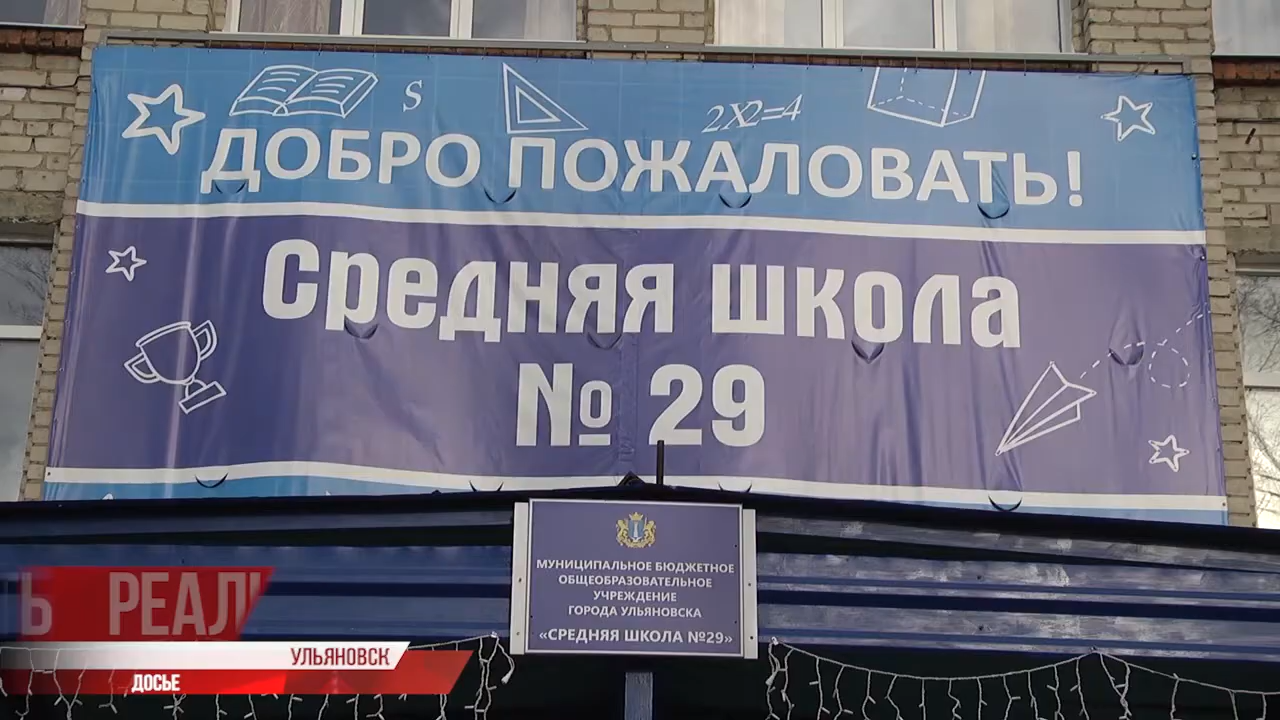 S
2X2=4
ДОБРО ПОЖАЛОВАТЬ!
Средняя школа
№ 29
МУНИЦИПАЛЬНОЕ БЮДЖЕТНОЕ
ОБЩЕОБРАЗОВАТЕЛЬНОЕ
УЧРЕЖДЕНИЕ
ГОРОДА УЛЬЯНОВСКА
«СРЕДНЯЯ ШКОЛА №29»
Ь РЕАЛ
УЛЬЯНОВСК
ДОСЬЕ